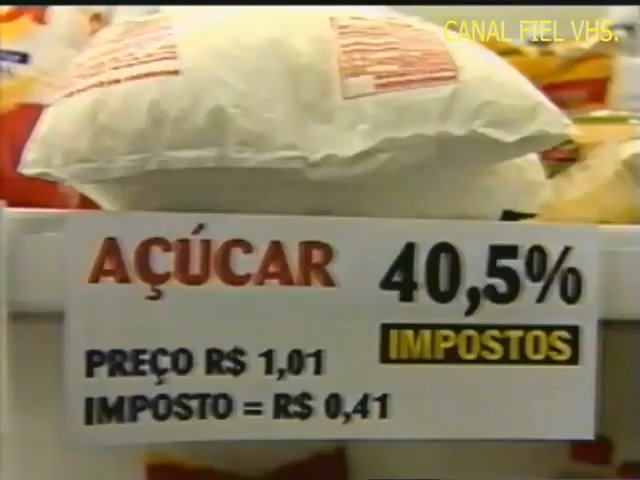 CANAL FIEL VHS.
AÇÚCAR
40,5%
IMPOSTOS
PREÇO R$ 1,01
IMPOSTO = R$ 0,41